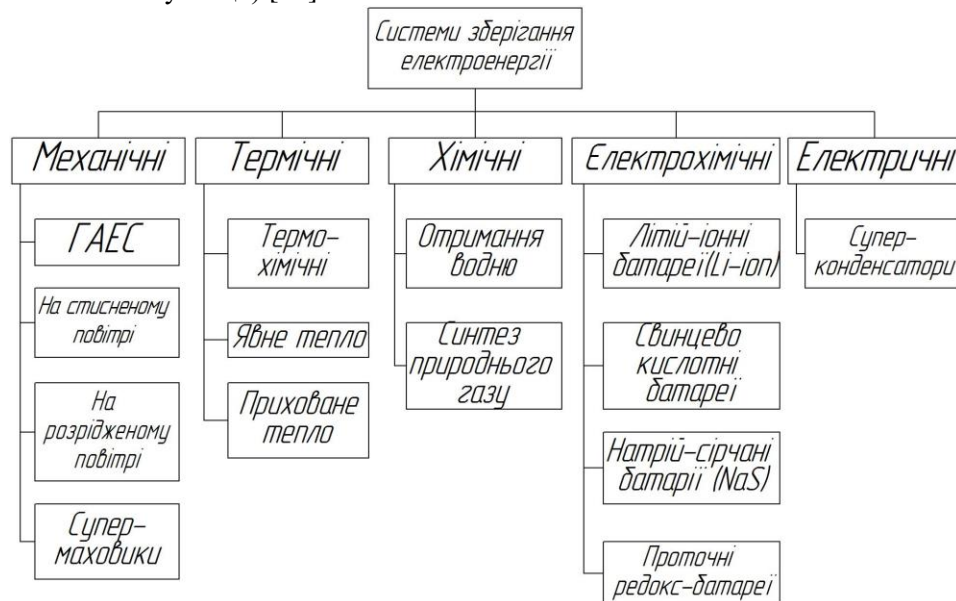 Системи зберігання
електроенергії
Механічні
Термічні
Хімічні
Електрохімічні
Електричні
ГАЕС
На стисненому
повітрі
На
розрідженому
повітрі
Супер-
маховики
Термо-
хімічні
Явне тепло
Приховане
тепло
Отримання
водню
Синтез
природнього
газу
Літій-іонні
батареї(Li-ion)
Свинцево
кислотні
батареї
Натрій-сірчані
батарії (NaS)
Проточні
редокс-батареї
Супер-
конденсатори